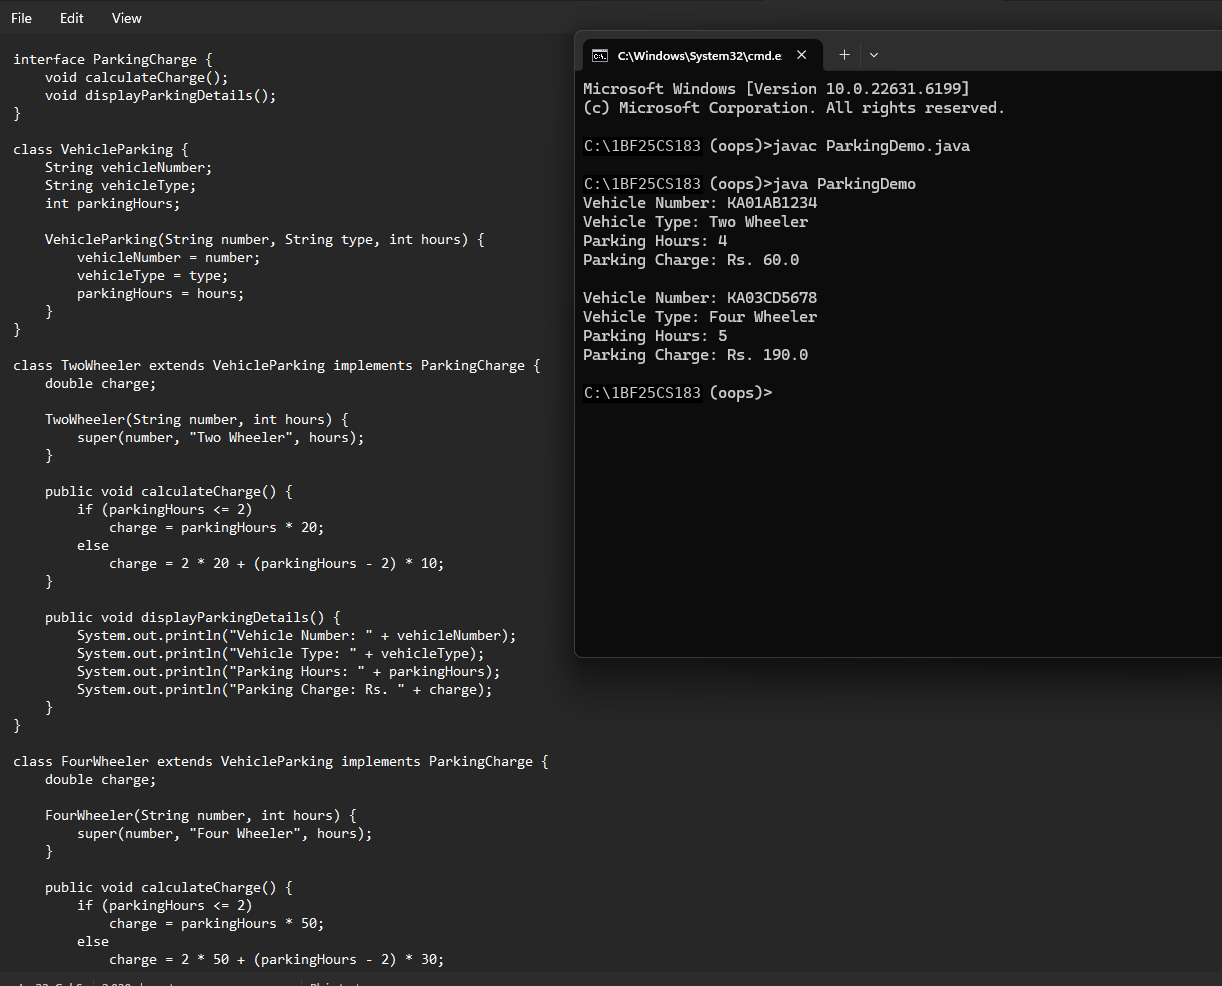 File Edit View
interface ParkingCharge {
    void calculateCharge();
    void displayParkingDetails();
}

class VehicleParking {
    String vehicleNumber;
    String vehicleType;
    int parkingHours;

    VehicleParking(String number, String type, int hours) {
        vehicleNumber = number;
        vehicleType = type;
        parkingHours = hours;
    }
}

class TwoWheeler extends VehicleParking implements ParkingCharge {
    double charge;

    TwoWheeler(String number, int hours) {
        super(number, "Two Wheeler", hours);
    }

    public void calculateCharge() {
        if (parkingHours <= 2)
            charge = parkingHours * 20;
        else
            charge = 2 * 20 + (parkingHours - 2) * 10;
    }

    public void displayParkingDetails() {
        System.out.println("Vehicle Number: " + vehicleNumber);
        System.out.println("Vehicle Type: " + vehicleType);
        System.out.println("Parking Hours: " + parkingHours);
        System.out.println("Parking Charge: Rs. " + charge);
    }
}

class FourWheeler extends VehicleParking implements ParkingCharge {
    double charge;

    FourWheeler(String number, int hours) {
        super(number, "Four Wheeler", hours);
    }

    public void calculateCharge() {
        if (parkingHours <= 2)
            charge = parkingHours * 50;
        else
            charge = 2 * 50 + (parkingHours - 2) * 30;
C:\Windows\System32\cmd.e
Microsoft Windows [Version 10.0.22631.6199]
(c) Microsoft Corporation. All rights reserved.

C:\1BF25CS183 (oops)>javac ParkingDemo.java

C:\1BF25CS183 (oops)>java ParkingDemo
Vehicle Number: KA01AB1234
Vehicle Type: Two Wheeler
Parking Hours: 4
Parking Charge: Rs. 60.0

Vehicle Number: KA03CD5678
Vehicle Type: Four Wheeler
Parking Hours: 5
Parking Charge: Rs. 190.0

C:\1BF25CS183 (oops)>